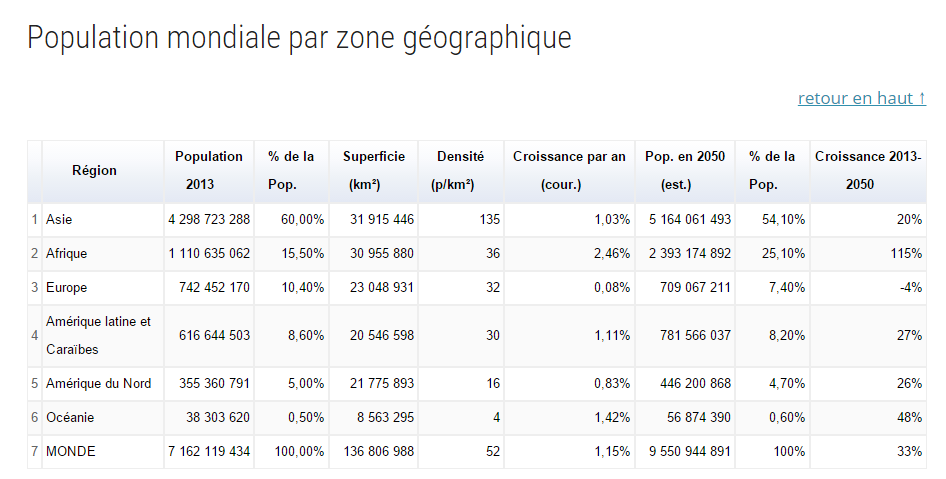 Population mondiale par zone géographique
retour en haut ↑
Région Population 2013 % de la Pop. Superficie (km²) Densité (p/km²) Croissance par an (cour.) Pop. en 2050 (est.) % de la Pop. Croissance 2013-2050
1 Asie 4 298 723 288 60,00% 31 915 446 135 1,03% 5 164 061 493 54,10% 20%
2 Afrique 1 110 635 062 15,50% 30 955 880 36 2,46% 2 393 174 892 25,10% 115%
3 Europe 742 452 170 10,40% 23 048 931 32 0,08% 709 067 211 7,40% -4%
4 Amérique latine et Caraïbes 616 644 503 8,60% 20 546 598 30 1,11% 781 566 037 8,20% 27%
5 Amérique du Nord 355 360 791 5,00% 21 775 893 16 0,83% 446 200 868 4,70% 26%
6 Océanie 38 303 620 0,50% 8 563 295 4 1,42% 56 874 390 0,60% 48%
7 MONDE 7 162 119 434 100,00% 136 806 988 52 1,15% 9 550 944 891 100% 33%